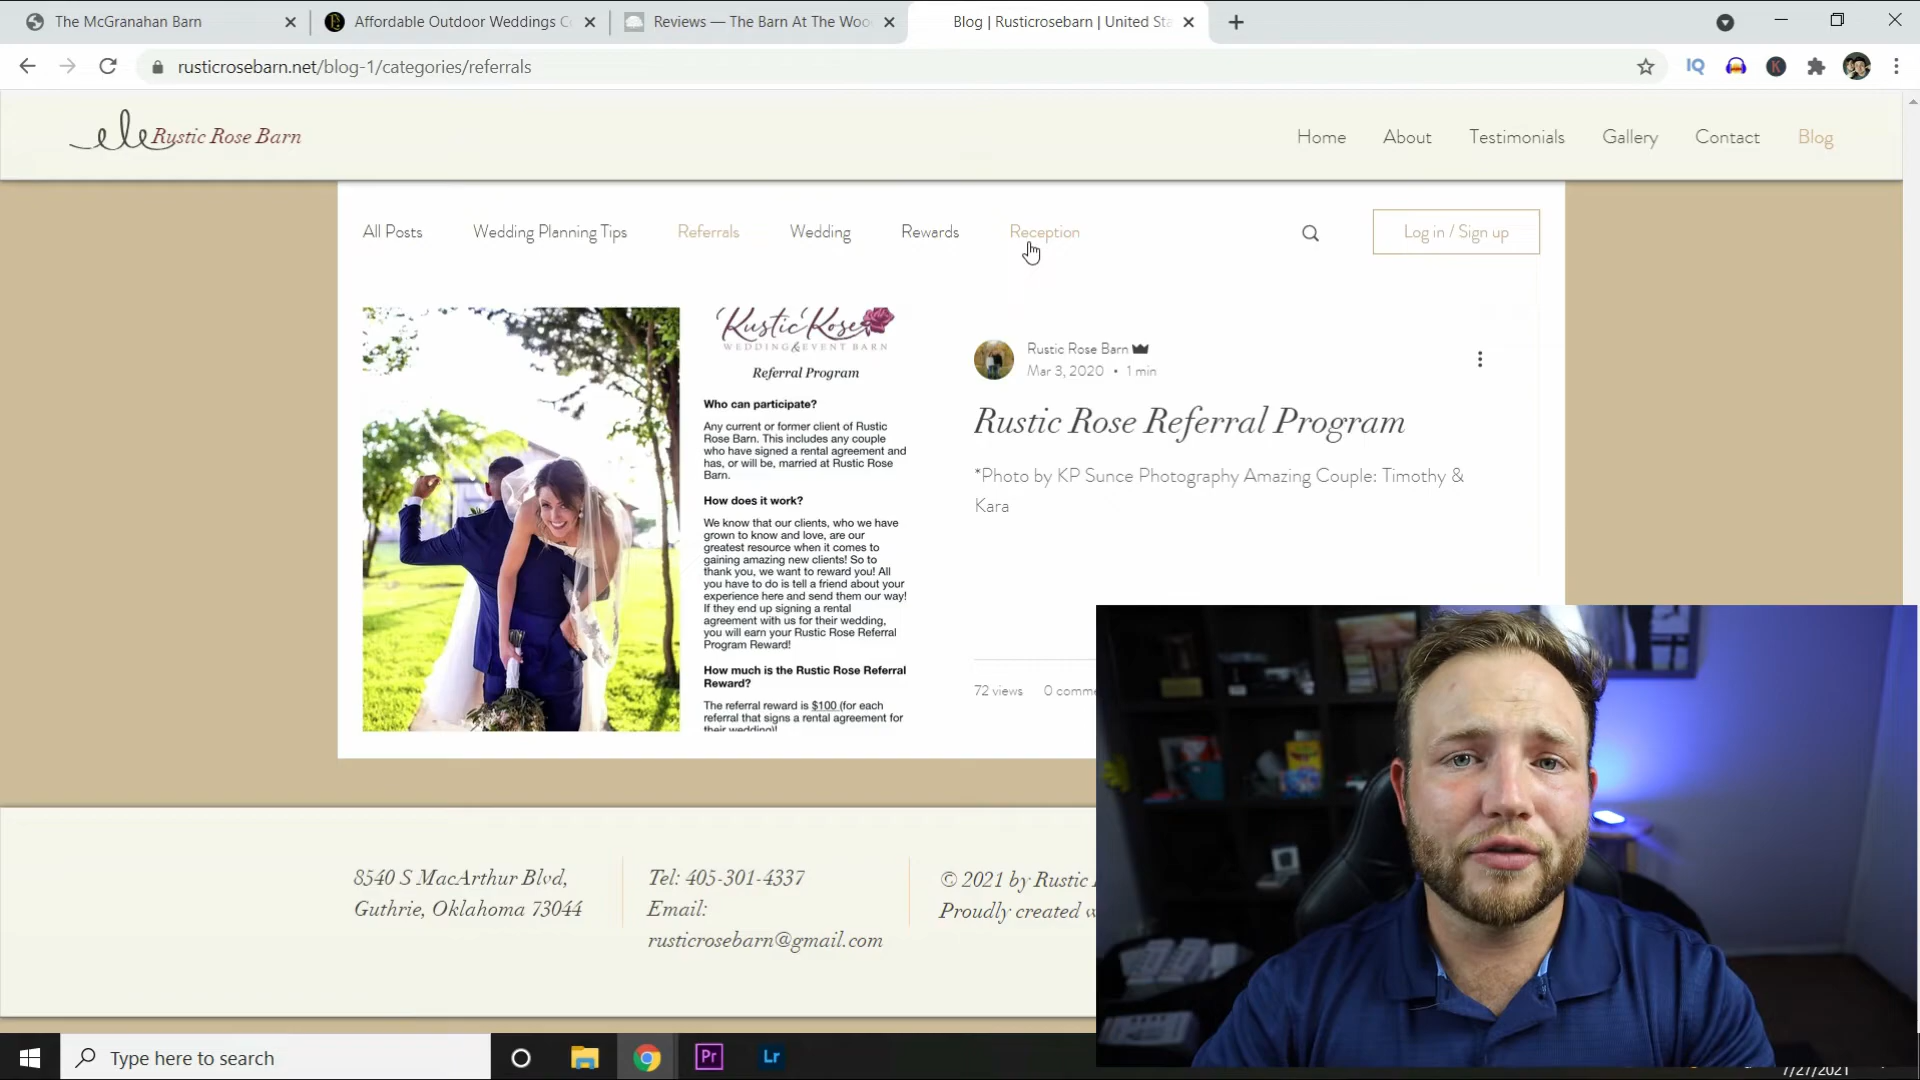 The McGranahan Barn
Affordable Outdoor Weddings C
Reviews — The Barn At The Woo
Blog | Rusticrosebarn | United Sta
rusticrosebarn.net/blog-1/categories/referrals
IQ
K
Rustic Rose Barn
Home
About
Testimonials
Gallery
Contact
Blog
All Posts
Wedding Planning Tips
Referrals
Wedding
Rewards
Reception
Log in / Sign up
Rustic Rose
WEDDING & EVENT BARN
Referral Program
Who can participate?
Any current or former client of Rustic
Rose Barn. This includes any couple
who have signed a rental agreement and
has, or will be, married at Rustic Rose
Barn.
How does it work?
We know that our clients, who we have
grown to know and love, are our
greatest resource when it comes to
gaining amazing new clients! So to
thank you, we want to reward you! All
you have to do is tell a friend about your
experience here and send them our way!
If they end up signing a rental
agreement with us for their wedding,
you will earn your Rustic Rose Referral
Program Reward!
How much is the Rustic Rose Referral
Reward?
The referral reward is $100 (for each
referral that signs a rental agreement for
their wedding)!
Rustic Rose Barn
Mar 3, 2020 • 1 min
Rustic Rose Referral Program
*Photo by KP Sunce Photography Amazing Couple: Timothy &
Kara
72 views
0 comme
8540 S MacArthur Blvd,
Guthrie, Oklahoma 73044
Tel: 405-301-4337
Email:
rusticrosebarn@gmail.com
© 2021 by Rustic
Proudly created w
Type here to search
Pr
Lr
7/27/2021